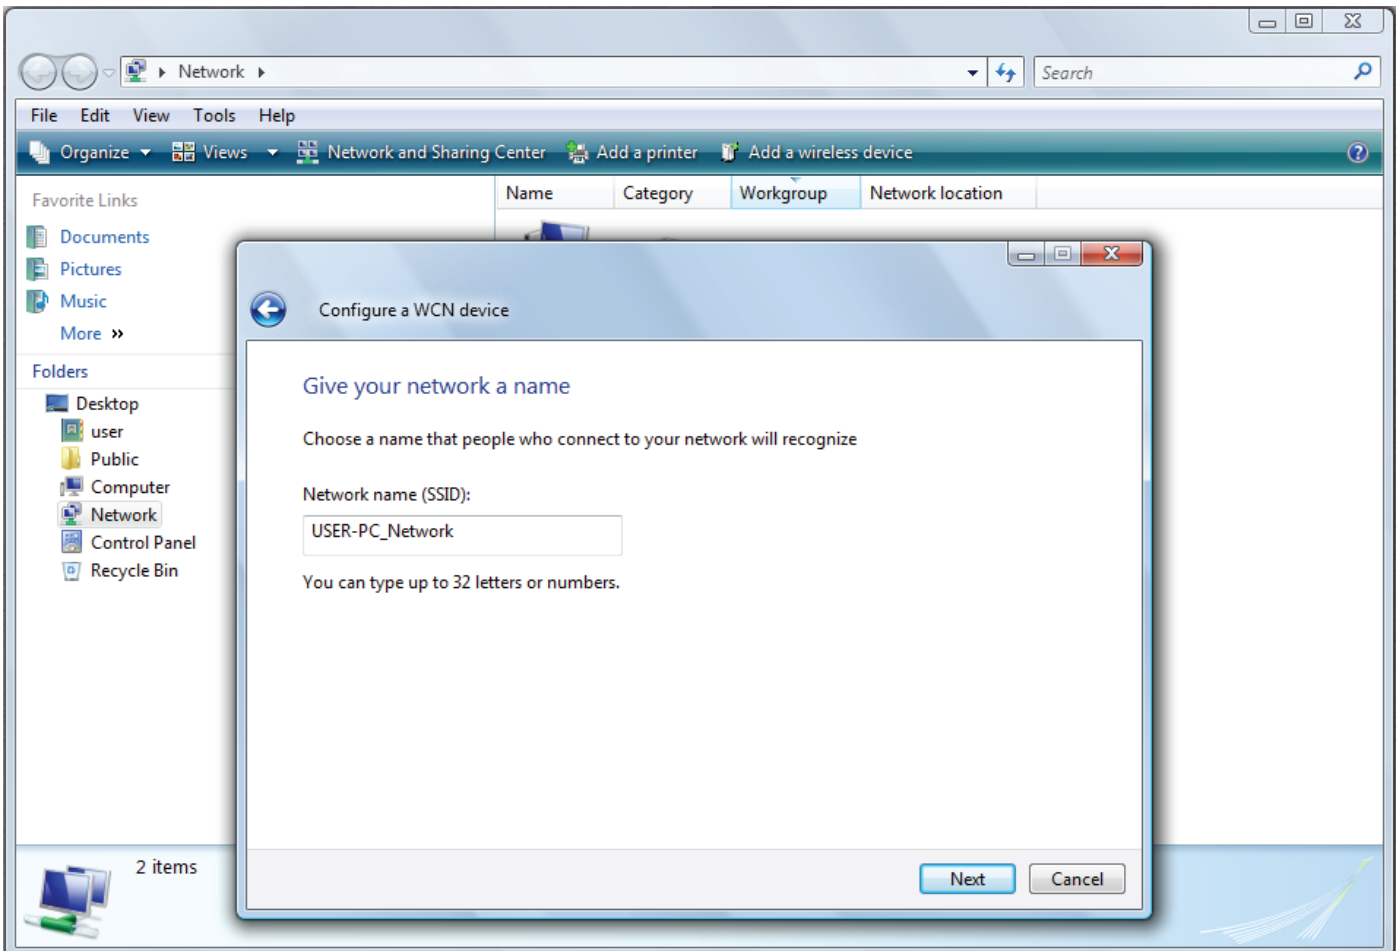 Network
Search
File Edit View Tools Help
Organize Views Network and Sharing Center Add a printer Add a wireless device
Favorite Links
Name Category Workgroup Network location
Documents
Pictures
Music
More »
Folders
Desktop
user
Public
Computer
Network
Control Panel
Recycle Bin
Configure a WCN device
Give your network a name
Choose a name that people who connect to your network will recognize
Network name (SSID):
USER-PC_Network
You can type up to 32 letters or numbers.
Next Cancel
2 items